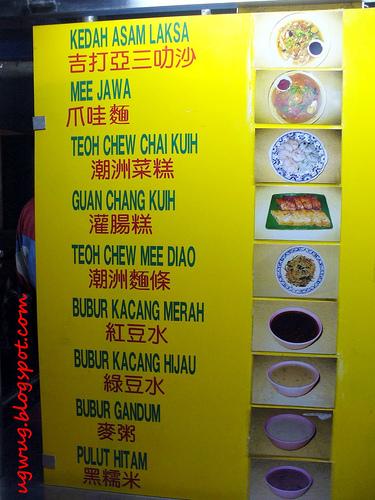 KEDAH ASAM LAKSA
吉打亞三叻沙
MEE JAWA
爪哇麵
TEOH CHEW CHAI KUIH
潮洲菜糕
GUAN CHANG KUIH
灌腸糕
TEOH CHEW MEE DIAO
潮洲麵條
BUBUR KACANG MERAH
紅豆水
BUBUR KACANG HIJAU
綠豆水
BUBUR GANDUM
麥粥
PULUT HITAM
黑糯米
ugwug.blogspot.com